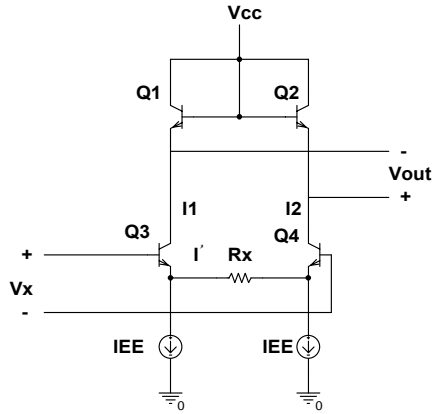 Vcc
Q1 Q2
-
Vout
+
I1 I2
Q3 Q4
+ I' Rx
Vx
-
IEE IEE
0 0